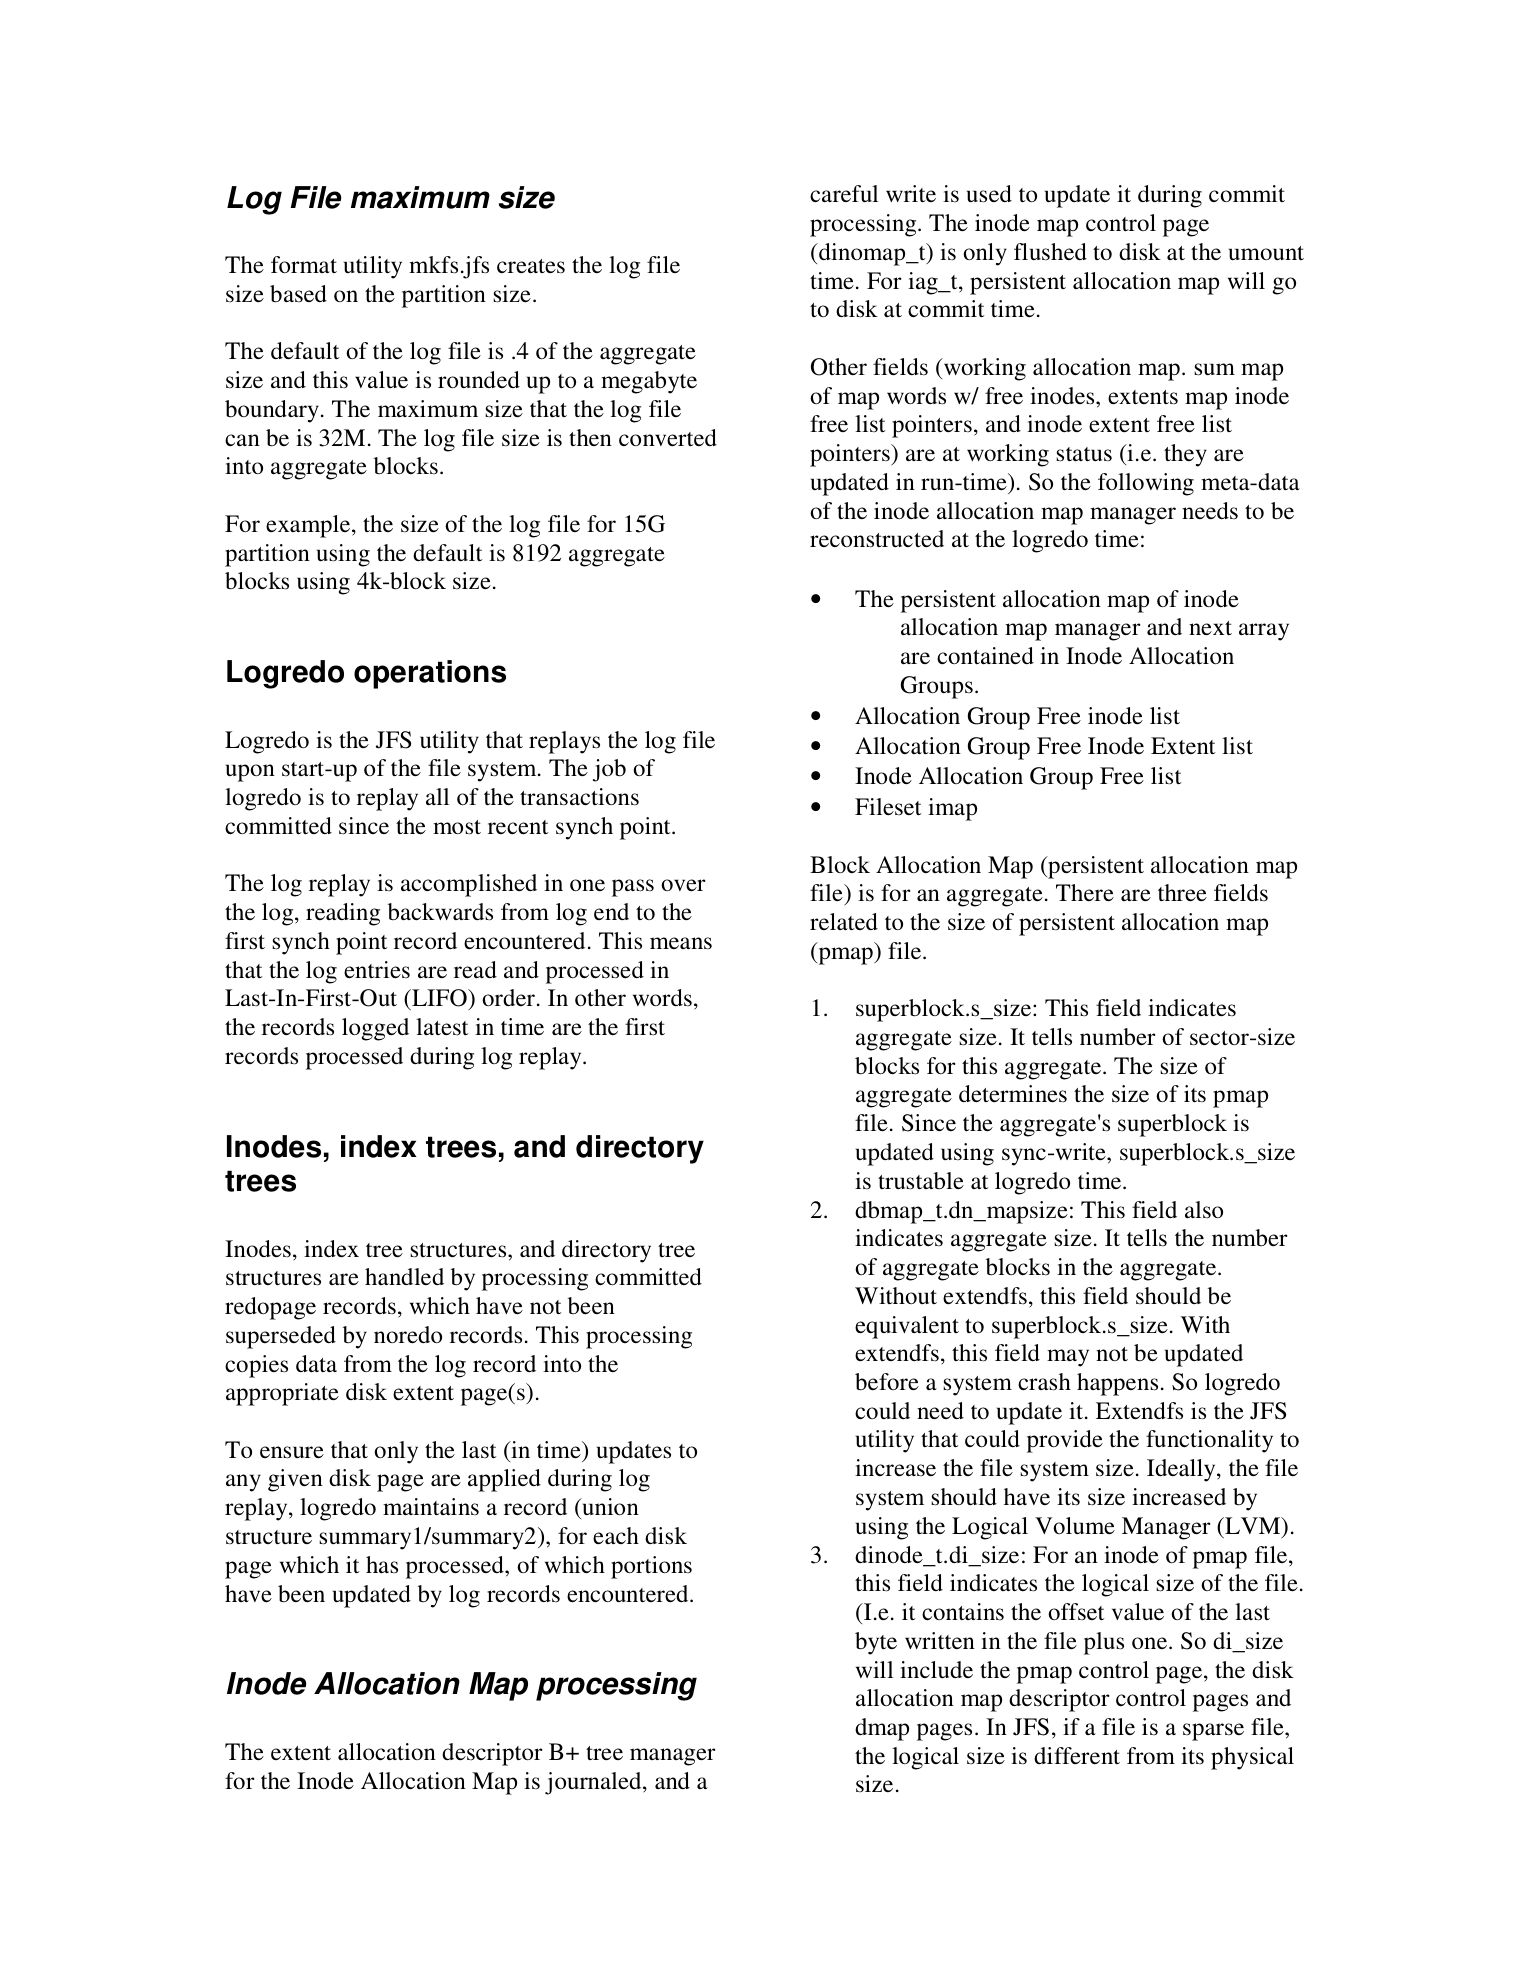 Log File maximum size
The format utility mkfs.jfs creates the log file
size based on the partition size.
The default of the log file is .4 of the aggregate
size and this value is rounded up to a megabyte
boundary. The maximum size that the log file
can be is 32M. The log file size is then converted
into aggregate blocks.
For example, the size of the log file for 15G
partition using the default is 8192 aggregate
blocks using 4k-block size.
Logredo operations
Logredo is the JFS utility that replays the log file
upon start-up of the file system. The job of
logredo is to replay all of the transactions
committed since the most recent synch point.
The log replay is accomplished in one pass over
the log, reading backwards from log end to the
first synch point record encountered. This means
that the log entries are read and processed in
Last-In-First-Out (LIFO) order. In other words,
the records logged latest in time are the first
records processed during log replay.
Inodes, index trees, and directory
trees
Inodes, index tree structures, and directory tree
structures are handled by processing committed
redopage records, which have not been
superseded by noredo records. This processing
copies data from the log record into the
appropriate disk extent page(s).
To ensure that only the last (in time) updates to
any given disk page are applied during log
replay, logredo maintains a record (union
structure summary1/summary2), for each disk
page which it has processed, of which portions
have been updated by log records encountered.
Inode Allocation Map processing
The extent allocation descriptor B+ tree manager
for the Inode Allocation Map is journaled, and a
careful write is used to update it during commit
processing. The inode map control page
(dinomap_t) is only flushed to disk at the umount
time. For iag_t, persistent allocation map will go
to disk at commit time.
Other fields (working allocation map. sum map
of map words w/ free inodes, extents map inode
free list pointers, and inode extent free list
pointers) are at working status (i.e. they are
updated in run-time). So the following meta-data
of the inode allocation map manager needs to be
reconstructed at the logredo time:
• The persistent allocation map of inode
allocation map manager and next array
are contained in Inode Allocation
Groups.
• Allocation Group Free inode list
• Allocation Group Free Inode Extent list
• Inode Allocation Group Free list
• Fileset imap
Block Allocation Map (persistent allocation map
file) is for an aggregate. There are three fields
related to the size of persistent allocation map
(pmap) file.
1. superblock.s_size: This field indicates
aggregate size. It tells number of sector-size
blocks for this aggregate. The size of
aggregate determines the size of its pmap
file. Since the aggregate's superblock is
updated using sync-write, superblock.s_size
is trustable at logredo time.
2. dbmap_t.dn_mapsize: This field also
indicates aggregate size. It tells the number
of aggregate blocks in the aggregate.
Without extendfs, this field should be
equivalent to superblock.s_size. With
extendfs, this field may not be updated
before a system crash happens. So logredo
could need to update it. Extendfs is the JFS
utility that could provide the functionality to
increase the file system size. Ideally, the file
system should have its size increased by
using the Logical Volume Manager (LVM).
3. dinode_t.di_size: For an inode of pmap file,
this field indicates the logical size of the file.
(I.e. it contains the offset value of the last
byte written in the file plus one. So di_size
will include the pmap control page, the disk
allocation map descriptor control pages and
dmap pages. In JFS, if a file is a sparse file,
the logical size is different from its physical
size.